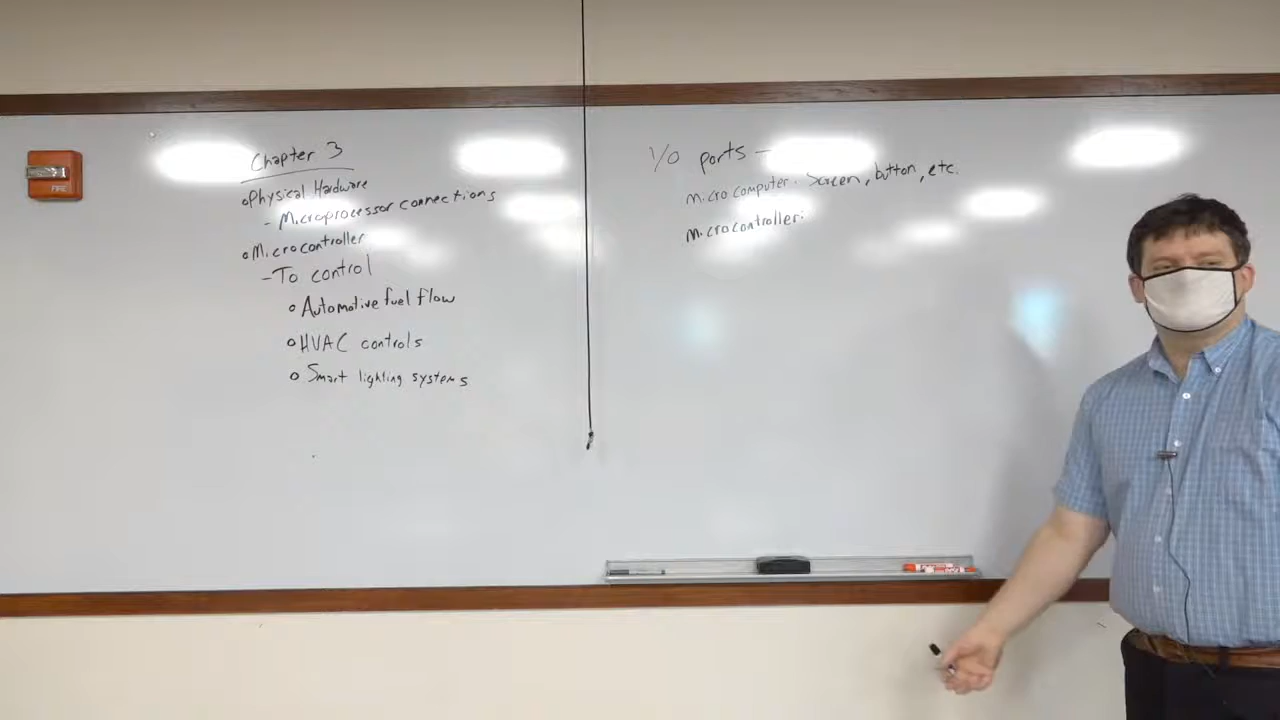 Chapter 3
Physical Hardware
- Microprocessor connections
Microcontroller
- To control
Automotive fuel flow
HVAC controls
Smart lighting systems
I/O ports -
Microcomputer: Screen, button, etc.
Microcontroller:
FIRE